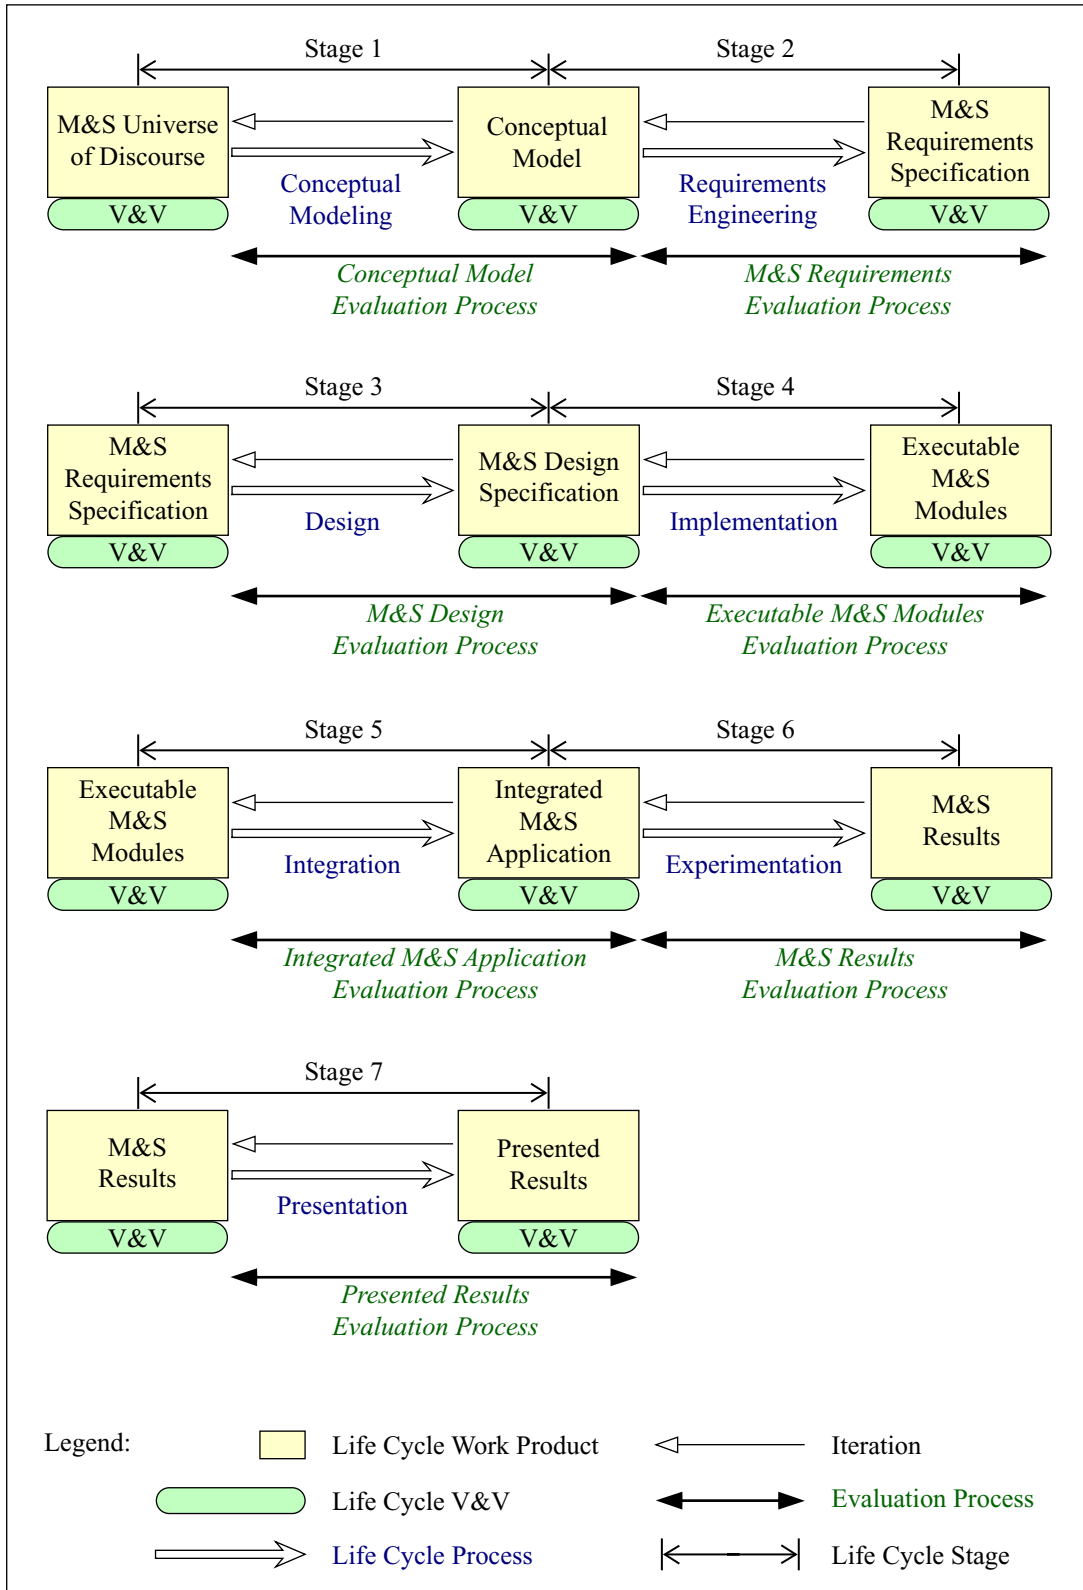 Stage 1
Stage 2
M&S Universe
of Discourse
V&V
Conceptual
Modeling
Conceptual
Model
V&V
Requirements
Engineering
M&S
Requirements
Specification
V&V
Conceptual Model
Evaluation Process
M&S Requirements
Evaluation Process
Stage 3
Stage 4
M&S
Requirements
Specification
V&V
Design
M&S Design
Specification
V&V
Implementation
Executable
M&S
Modules
V&V
M&S Design
Evaluation Process
Executable M&S Modules
Evaluation Process
Stage 5
Stage 6
Executable
M&S
Modules
V&V
Integration
Integrated
M&S
Application
V&V
Experimentation
M&S
Results
V&V
Integrated M&S Application
Evaluation Process
M&S Results
Evaluation Process
Stage 7
M&S
Results
V&V
Presentation
Presented
Results
V&V
Presented Results
Evaluation Process
Legend:
Life Cycle Work Product
Iteration
Life Cycle V&V
Evaluation Process
Life Cycle Process
Life Cycle Stage